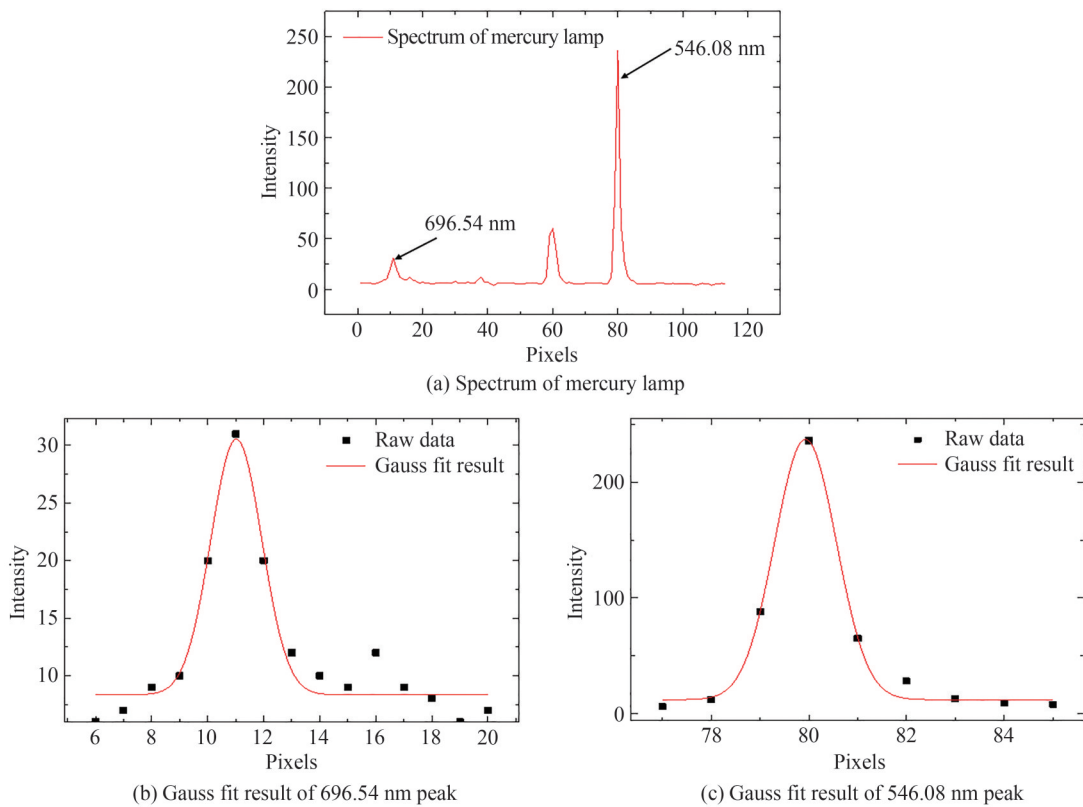 250
200
150
100
50
0
Intensity
Spectrum of mercury lamp
546.08 nm
696.54 nm
0 20 40 60 80 100 120
Pixels
(a) Spectrum of mercury lamp
30
25
20
15
10
Intensity
Raw data
Gauss fit result
6 8 10 12 14 16 18 20
Pixels
(b) Gauss fit result of 696.54 nm peak
200
100
0
Intensity
Raw data
Gauss fit result
78 80 82 84
Pixels
(c) Gauss fit result of 546.08 nm peak